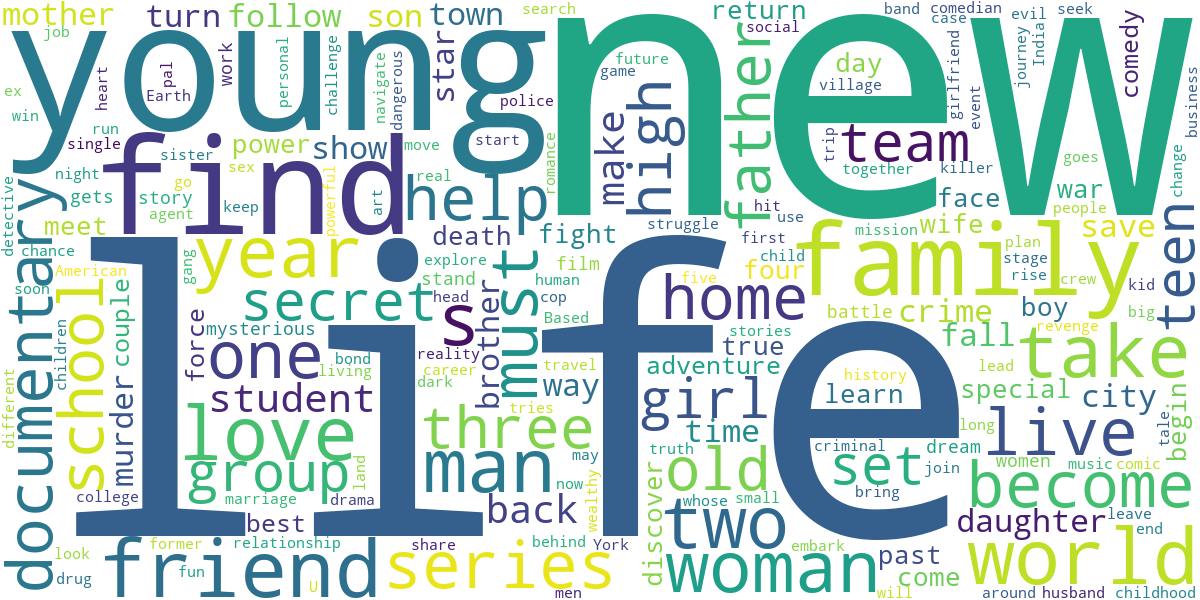 young
new
life
find
family
mother
turn
follow
son
town
return
search
band
comedian
evil
seek
job
social
case
journey
India
comedy
business
ex
win
heart
pal
Earth
work
personal
challenge
navigate
dangerous
star
police
future
game
make
high
father
day
village
girlfriend
event
run
single
sister
power
show
move
start
romance
team
trip
together
killer
goes
change
detective
night
go
sex
real
gets
story
agent
keep
powerful
art
help
hit
use
face
war
people
meet
chance
documentary
year
death
fight
struggle
first
mission
wife
save
American
gang
explore
film
child
plan
stage
rise
crew
teen
soon
school
couple
secret
stand
head
must
human
cop
four
five
home
battle
crime
boy
kid
big
children
force
mysterious
s
brother
Based
stories
true
fall
revenge
take
different
murder
one
bond
living
reality
career
dark
travel
way
adventure
history
lead
special
city
begin
student
love
three
tries
girl
learn
live
long
tale
time
truth
criminal
dream
group
land
man
may
old
set
join
women
music
comic
college
marriage
drama
now
wealthy
discover
whose
small
bring
become
best
back
two
daughter
leave
end
look
former
relationship
share
behind
York
embark
past
world
drug
friend
fun
U
series
men
woman
come
will
around
husband
childhood